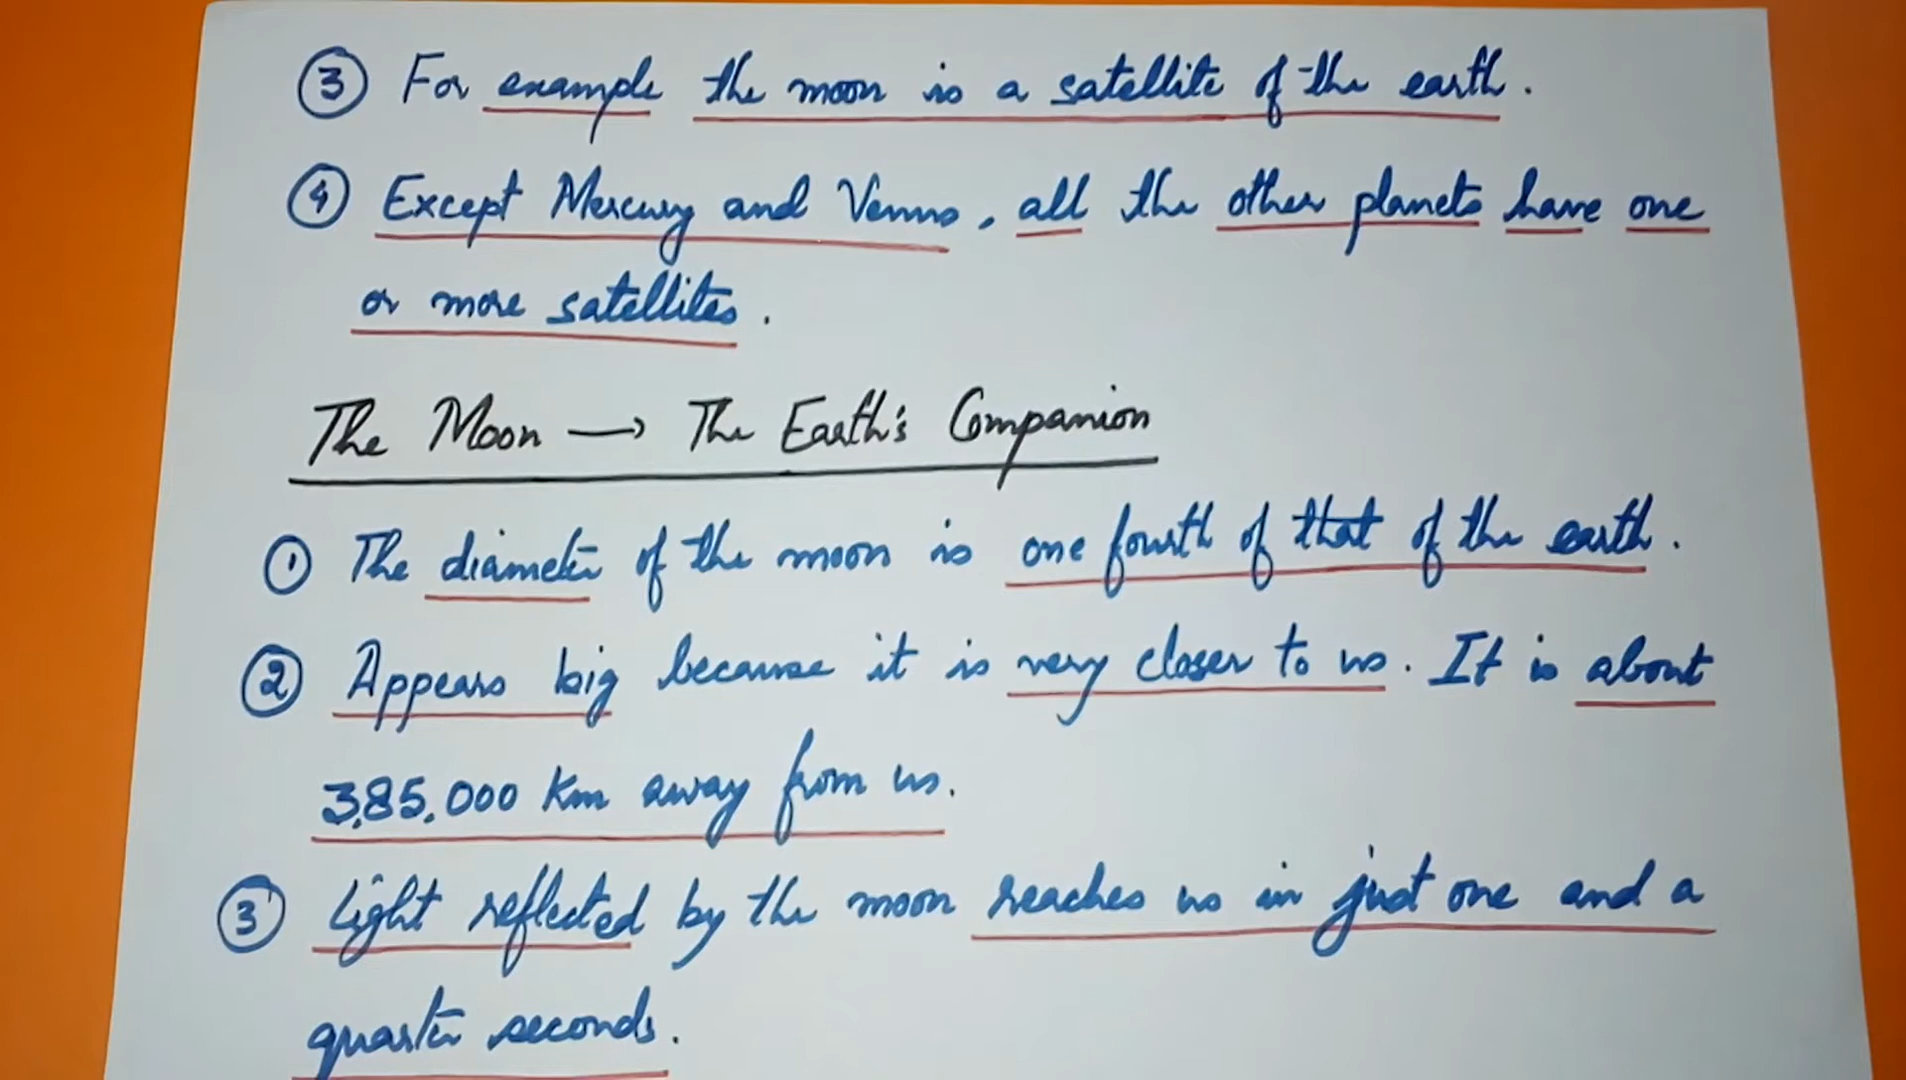 ③ For example the moon is a satellite of the earth.
④ Except Mercury and Venus, all the other planets have one
or more satellites.
The Moon → The Earth's Companion
① The diameter of the moon is one fourth of that of the earth.
② Appears big because it is very closer to us. It is about
3,85,000 Km away from us.
③ Light reflected by the moon reaches us in just one and a
quarter seconds.